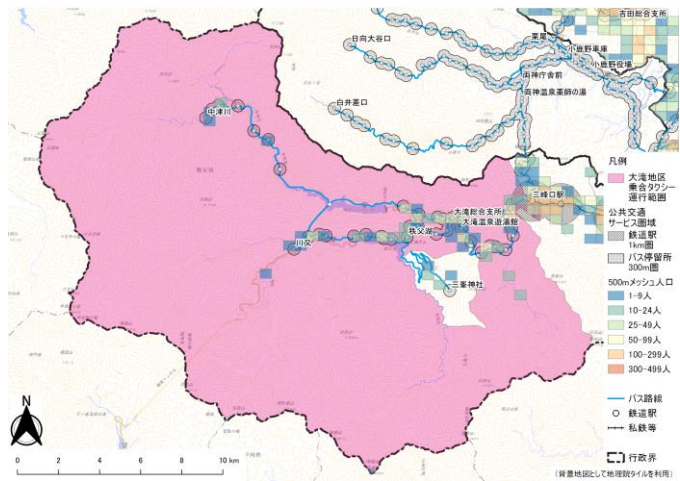 吉田総合支所
栗尾
日向大谷口
小鹿野車庫
小鹿野役場
両神庁舎前
両神温泉薬師の湯
白井差口
中津川
三峰口駅
大滝総合支所
大滝温泉遊湯館
秩父湖
川又
三峯神社
凡例
大滝地区
乗合タクシー
運行範囲
公共交通
サービス圏域
鉄道駅
1km圏
バス停留所
300m圏
500mメッシュ人口
1-9人
10-24人
25-49人
50-99人
100-299人
300-499人
バス路線
鉄道駅
私鉄等
行政界
(背景地図として地理院タイルを利用)
N
0 2 4 6 8 10 km